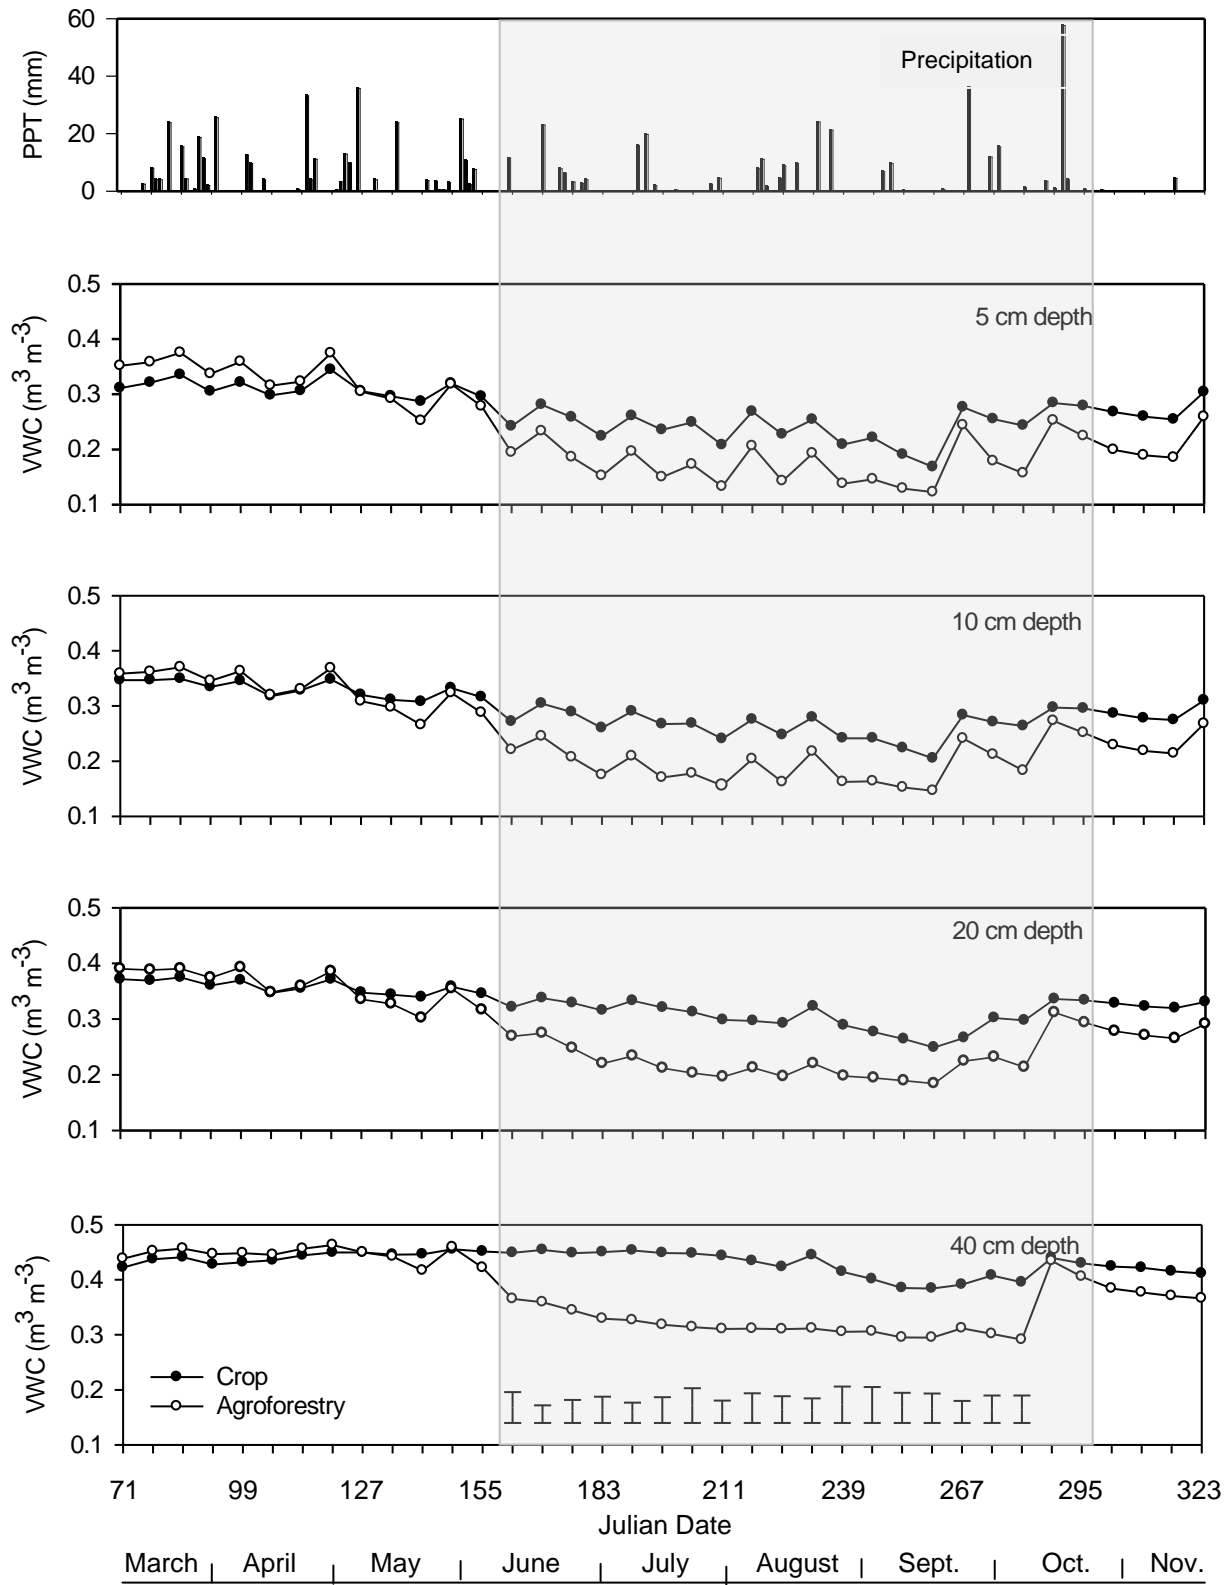 60
40
20
0
PPT (mm)
Precipitation
0.5
0.4
0.3
0.2
0.1
VWC (m³ m⁻³)
5 cm depth
0.5
0.4
0.3
0.2
0.1
VWC (m³ m⁻³)
10 cm depth
0.5
0.4
0.3
0.2
0.1
VWC (m³ m⁻³)
20 cm depth
0.5
0.4
0.3
0.2
0.1
VWC (m³ m⁻³)
40 cm depth
Crop
Agroforestry
71 99 127 155 183 211 239 267 295 323
Julian Date
March | April | May | June | July | August | Sept. | Oct. | Nov.